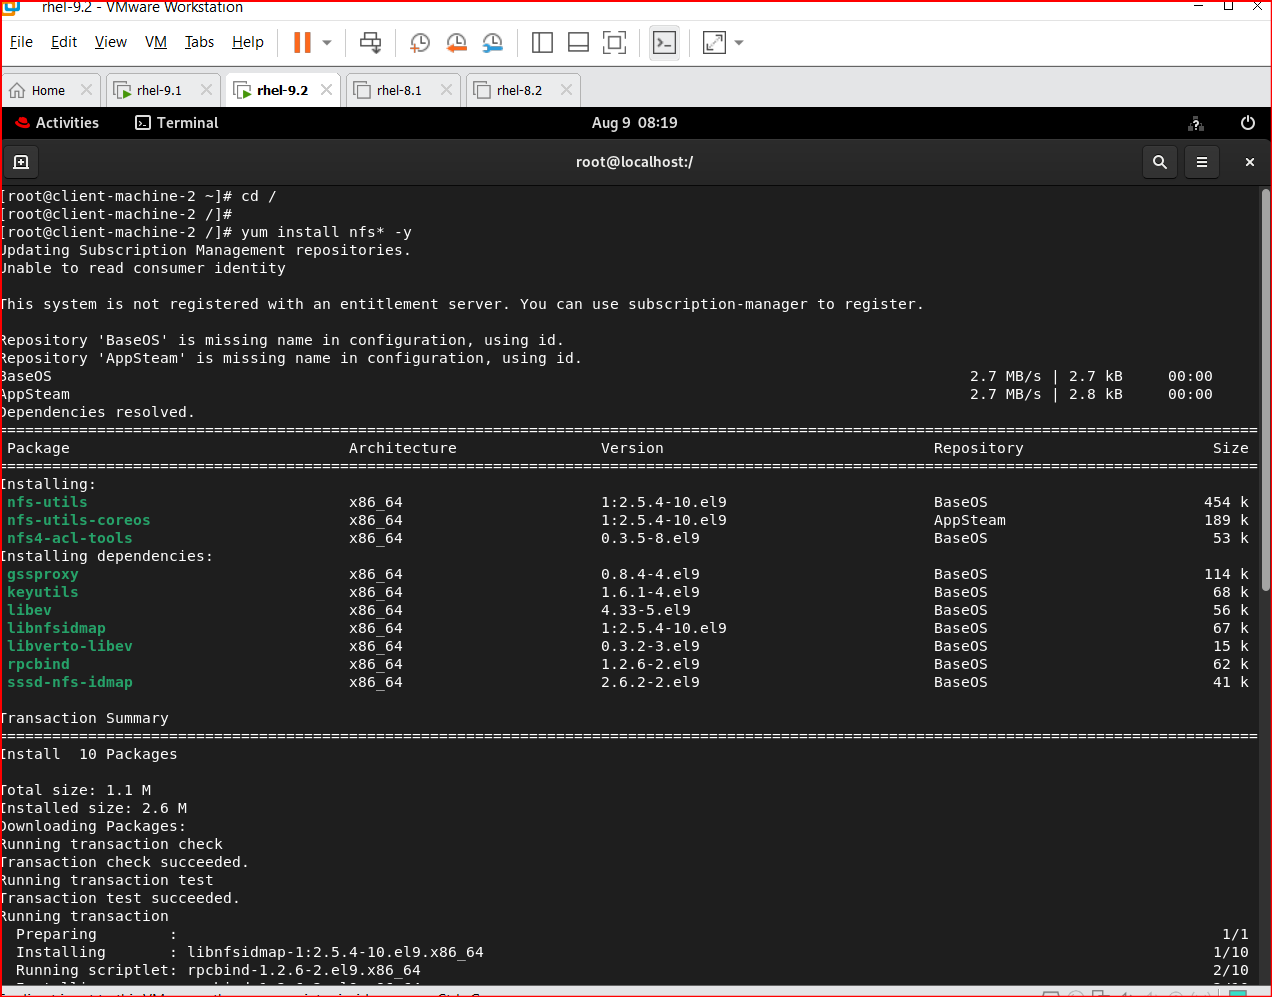 rhel-9.2 - VMware Workstation
File Edit View VM Tabs Help
Home rhel-9.1 rhel-9.2 rhel-8.1 rhel-8.2
Activities Terminal Aug 9 08:19
root@localhost:/
[root@client-machine-2 ~]# cd /
[root@client-machine-2 /]#
[root@client-machine-2 /]# yum install nfs* -y
Updating Subscription Management repositories.
Unable to read consumer identity
This system is not registered with an entitlement server. You can use subscription-manager to register.
Repository 'BaseOS' is missing name in configuration, using id.
Repository 'AppSteam' is missing name in configuration, using id.
BaseOS 2.7 MB/s | 2.7 kB 00:00
AppSteam 2.7 MB/s | 2.8 kB 00:00
Dependencies resolved.
Package Architecture Version Repository Size
Installing:
nfs-utils x86_64 1:2.5.4-10.el9 BaseOS 454 k
nfs-utils-coreos x86_64 1:2.5.4-10.el9 AppSteam 189 k
nfs4-acl-tools x86_64 0.3.5-8.el9 BaseOS 53 k
Installing dependencies:
gssproxy x86_64 0.8.4-4.el9 BaseOS 114 k
keyutils x86_64 1.6.1-4.el9 BaseOS 68 k
libev x86_64 4.33-5.el9 BaseOS 56 k
libnfsidmap x86_64 1:2.5.4-10.el9 BaseOS 67 k
libverto-libev x86_64 0.3.2-3.el9 BaseOS 15 k
rpcbind x86_64 1.2.6-2.el9 BaseOS 62 k
sssd-nfs-idmap x86_64 2.6.2-2.el9 BaseOS 41 k
Transaction Summary
Install 10 Packages
Total size: 1.1 M
Installed size: 2.6 M
Downloading Packages:
Running transaction check
Transaction check succeeded.
Running transaction test
Transaction test succeeded.
Running transaction
Preparing : 1/1
Installing : libnfsidmap-1:2.5.4-10.el9.x86_64 1/10
Running scriptlet: rpcbind-1.2.6-2.el9.x86_64 2/10